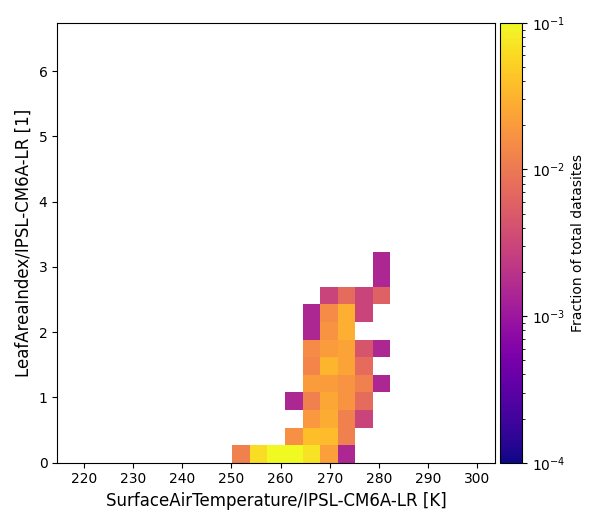 LeafAreaIndex/IPSL-CM6A-LR [1]
6
5
4
3
2
1
0
220 230 240 250 260 270 280 290 300
SurfaceAirTemperature/IPSL-CM6A-LR [K]
10⁻¹
10⁻²
10⁻³
10⁻⁴
Fraction of total datasites